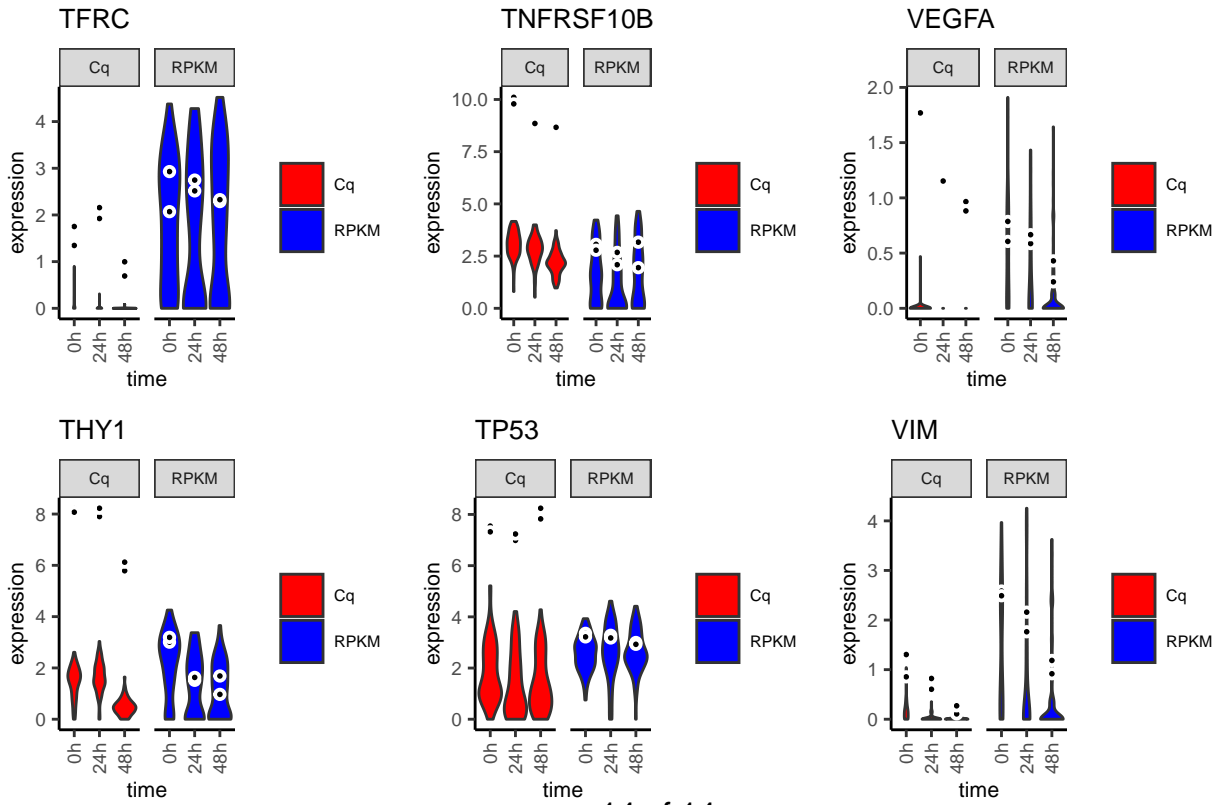 TFRC
Cq RPKM
expression
4
3
2
1
0
0h 24h 48h 0h 24h 48h
time
Cq
RPKM
TNFRSF10B
Cq RPKM
expression
10.0
7.5
5.0
2.5
0.0
0h 24h 48h 0h 24h 48h
time
Cq
RPKM
VEGFA
Cq RPKM
expression
2.0
1.5
1.0
0.5
0.0
0h 24h 48h 0h 24h 48h
time
Cq
RPKM
THY1
Cq RPKM
expression
8
6
4
2
0
0h 24h 48h 0h 24h 48h
time
Cq
RPKM
TP53
Cq RPKM
expression
8
6
4
2
0
0h 24h 48h 0h 24h 48h
time
Cq
RPKM
VIM
Cq RPKM
expression
4
3
2
1
0
0h 24h 48h 0h 24h 48h
time
Cq
RPKM